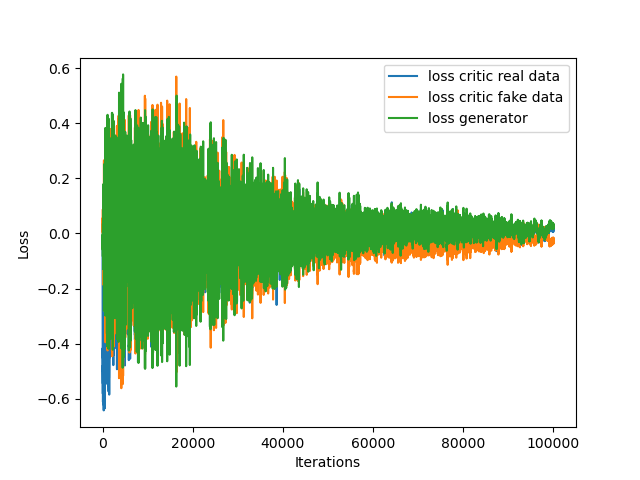 loss critic real data
loss critic fake data
loss generator
Loss
0.6
0.4
0.2
0.0
−0.2
−0.4
−0.6
0 20000 40000 60000 80000 100000
Iterations